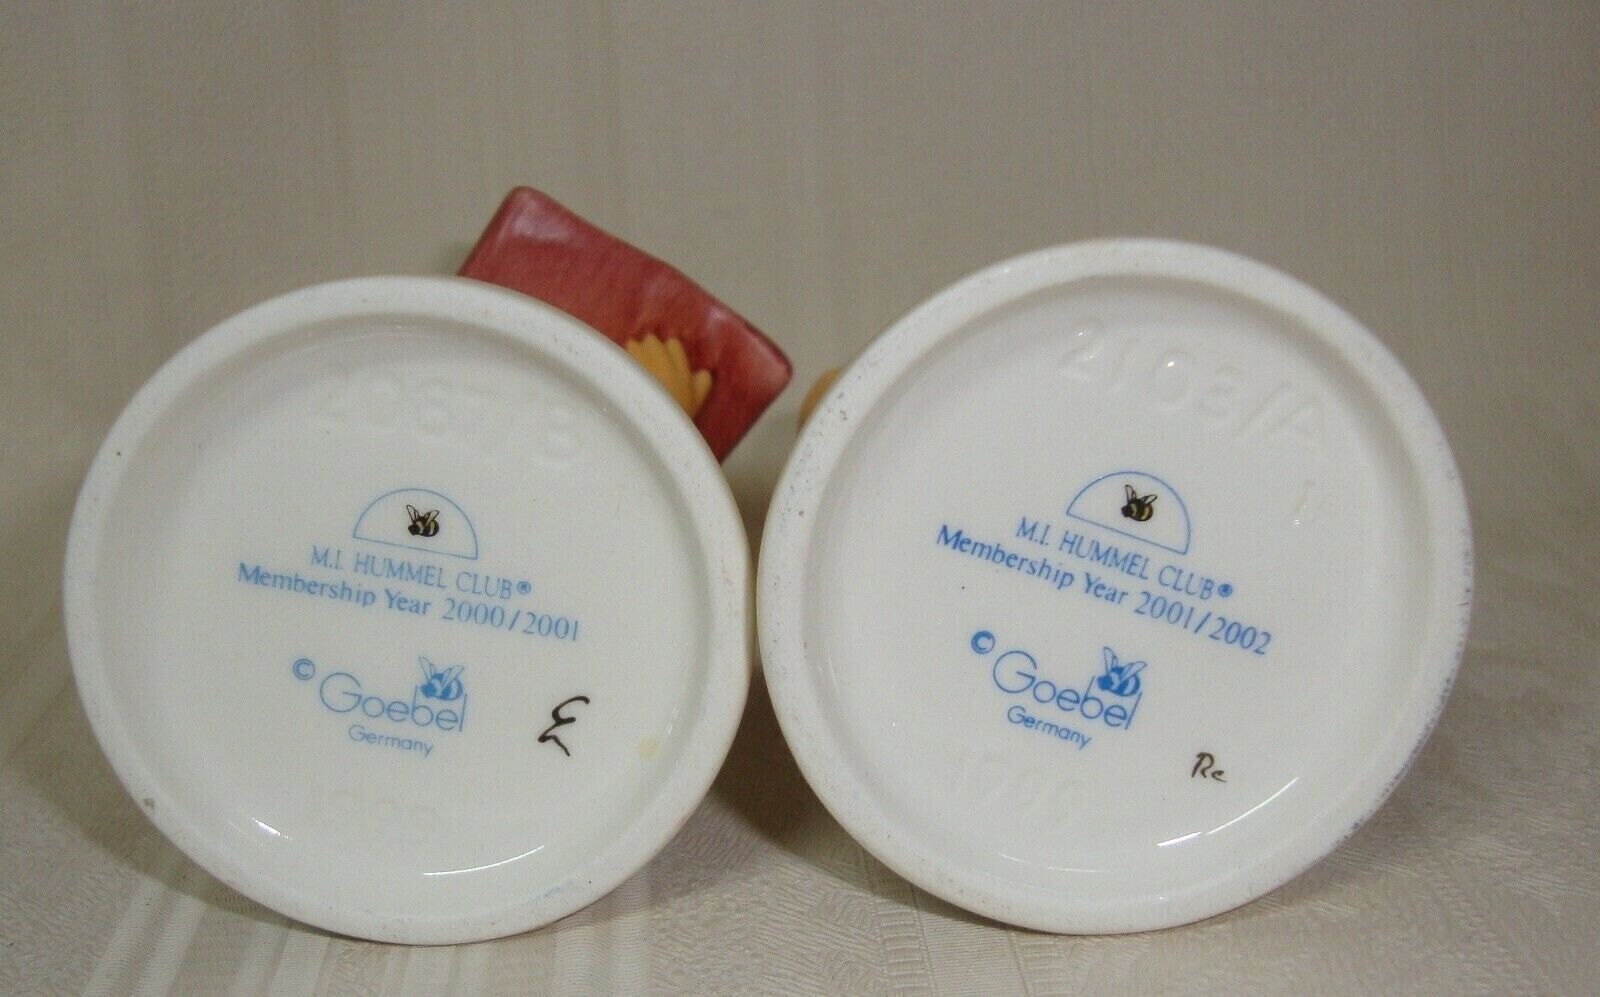 M.I. HUMMEL CLUB®
Membership Year 2000/2001
© Goebel
Germany
2103/A
M.I. HUMMEL CLUB®
Membership Year 2001/2002
© Goebel
Germany
Re